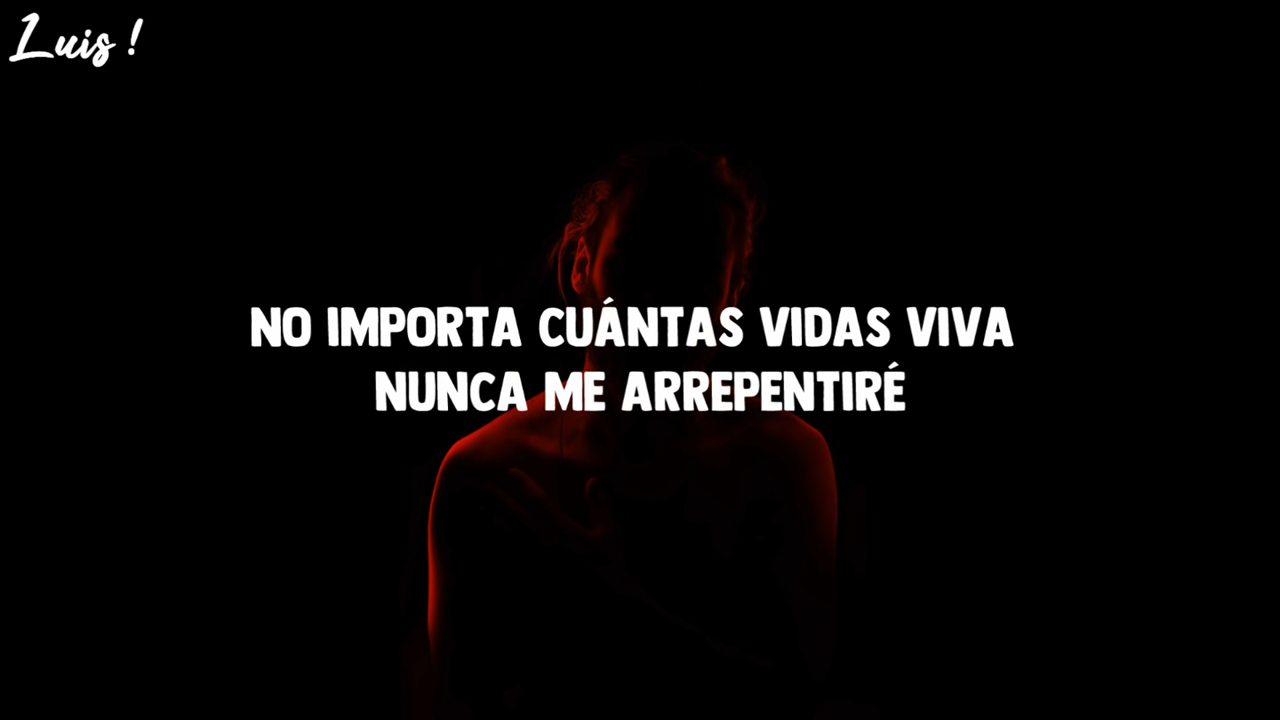 Luis !
NO IMPORTA CUÁNTAS VIDAS VIVA
NUNCA ME ARREPENTIRÉ